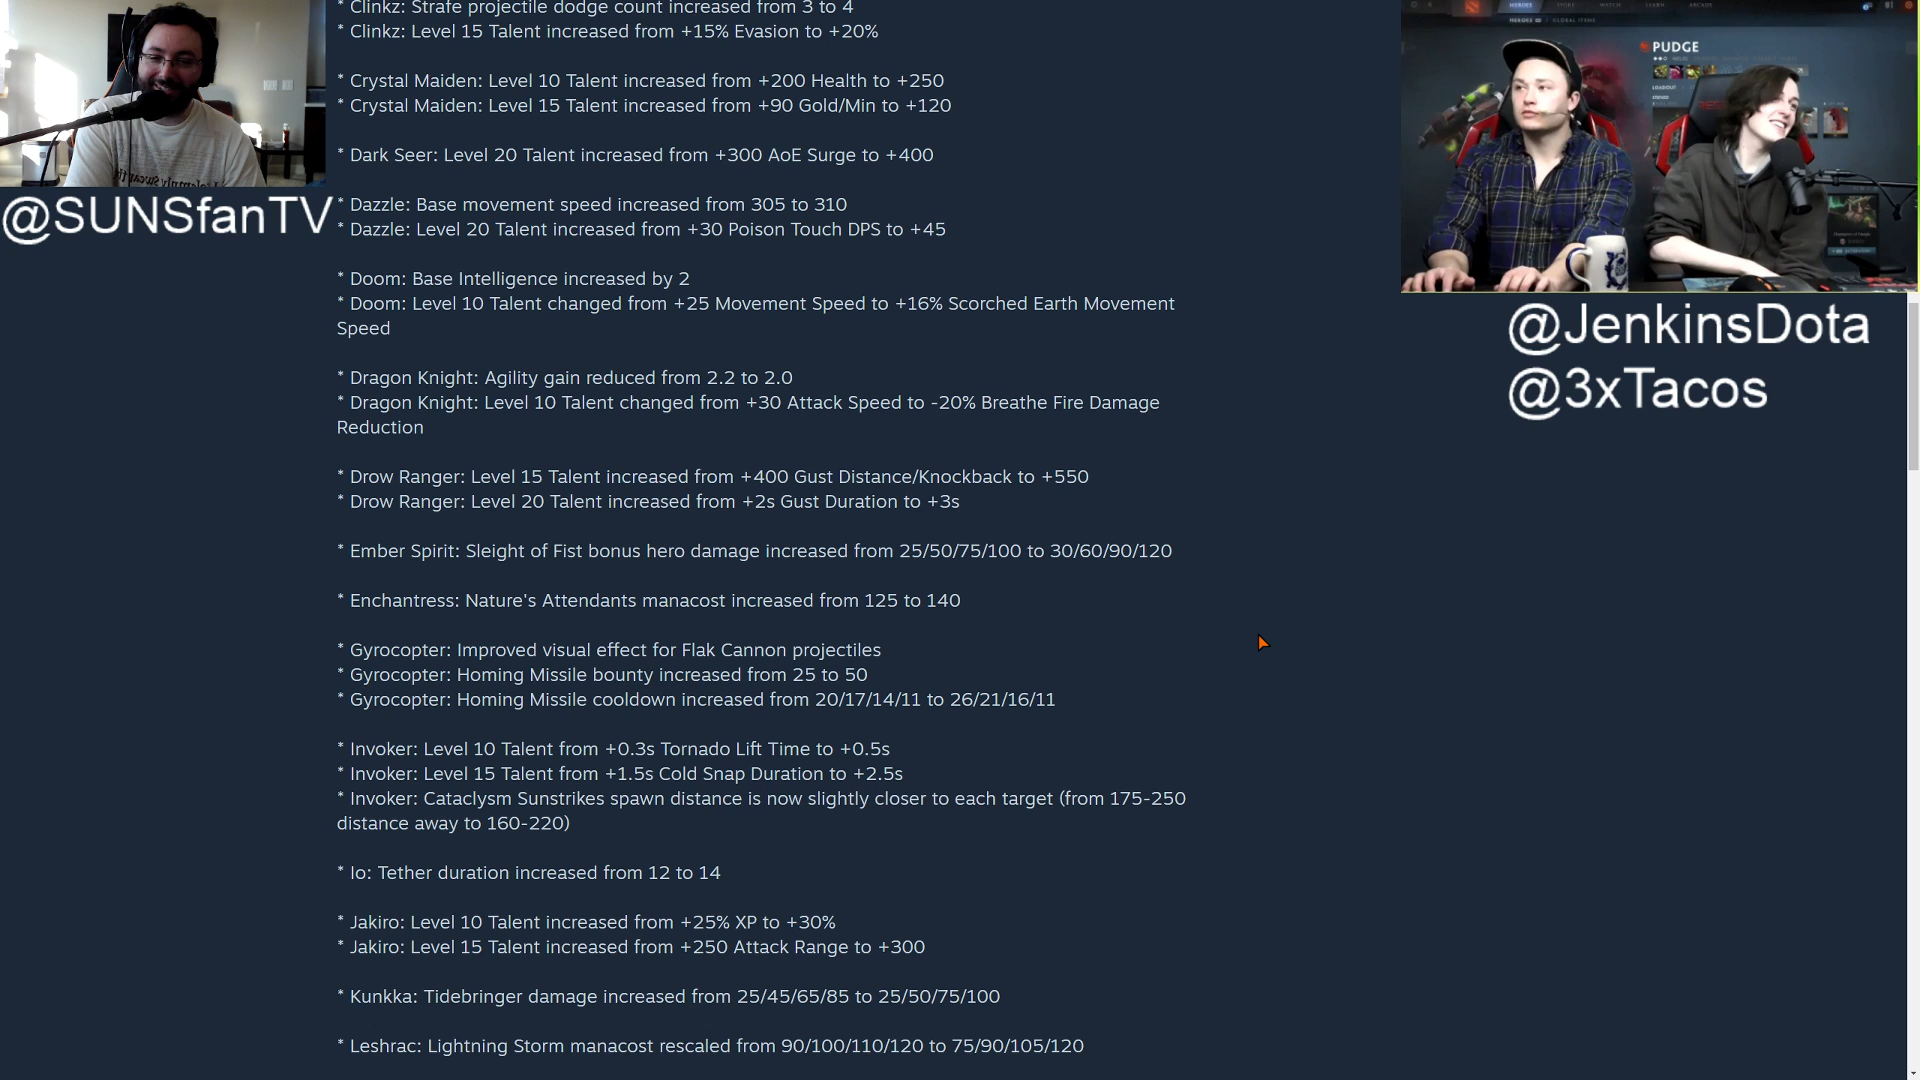 * Clinkz: Strafe projectile dodge count increased from 3 to 4
* Clinkz: Level 15 Talent increased from +15% Evasion to +20%
* Crystal Maiden: Level 10 Talent increased from +200 Health to +250
* Crystal Maiden: Level 15 Talent increased from +90 Gold/Min to +120
* Dark Seer: Level 20 Talent increased from +300 AoE Surge to +400
* Dazzle: Base movement speed increased from 305 to 310
* Dazzle: Level 20 Talent increased from +30 Poison Touch DPS to +45
* Doom: Base Intelligence increased by 2
* Doom: Level 10 Talent changed from +25 Movement Speed to +16% Scorched Earth Movement
Speed
* Dragon Knight: Agility gain reduced from 2.2 to 2.0
* Dragon Knight: Level 10 Talent changed from +30 Attack Speed to -20% Breathe Fire Damage
Reduction
* Drow Ranger: Level 15 Talent increased from +400 Gust Distance/Knockback to +550
* Drow Ranger: Level 20 Talent increased from +2s Gust Duration to +3s
* Ember Spirit: Sleight of Fist bonus hero damage increased from 25/50/75/100 to 30/60/90/120
* Enchantress: Nature's Attendants manacost increased from 125 to 140
* Gyrocopter: Improved visual effect for Flak Cannon projectiles
* Gyrocopter: Homing Missile bounty increased from 25 to 50
* Gyrocopter: Homing Missile cooldown increased from 20/17/14/11 to 26/21/16/11
* Invoker: Level 10 Talent from +0.3s Tornado Lift Time to +0.5s
* Invoker: Level 15 Talent from +1.5s Cold Snap Duration to +2.5s
* Invoker: Cataclysm Sunstrikes spawn distance is now slightly closer to each target (from 175-250
distance away to 160-220)
* Io: Tether duration increased from 12 to 14
* Jakiro: Level 10 Talent increased from +25% XP to +30%
* Jakiro: Level 15 Talent increased from +250 Attack Range to +300
* Kunkka: Tidebringer damage increased from 25/45/65/85 to 25/50/75/100
* Leshrac: Lightning Storm manacost rescaled from 90/100/110/120 to 75/90/105/120
@SUNSfanTV
HEROES
PUDGE
@JenkinsDota
@3xTacos